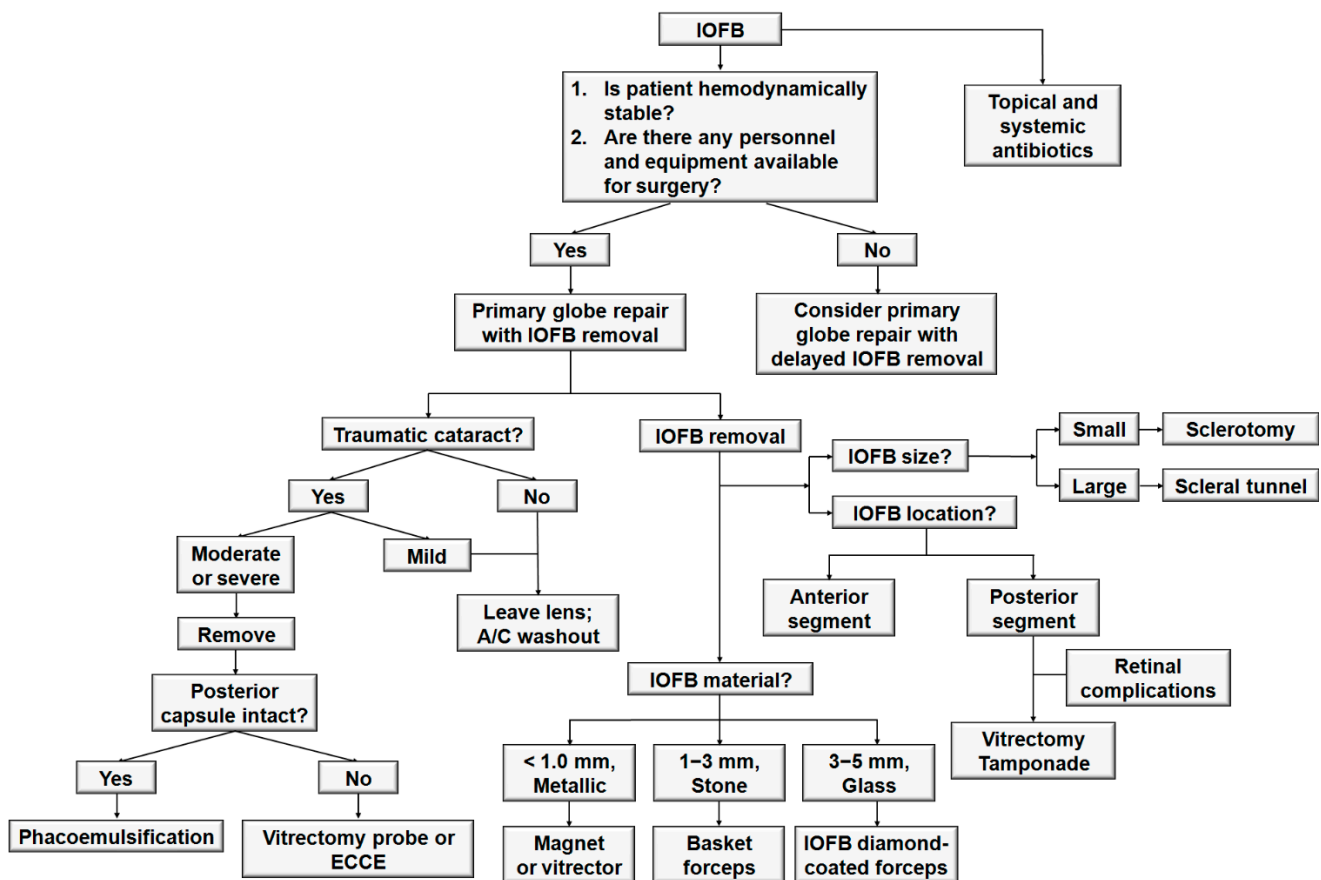 IOFB
1. Is patient hemodynamically
stable?
2. Are there any personnel
and equipment available
for surgery?
Topical and
systemic
antibiotics
Yes
No
Primary globe repair
with IOFB removal
Consider primary
globe repair with
delayed IOFB removal
Traumatic cataract?
IOFB removal
IOFB size?
Small
Sclerotomy
Large
Scleral tunnel
IOFB location?
Yes
No
Moderate
or severe
Mild
Anterior
segment
Posterior
segment
Leave lens;
A/C washout
Remove
Retinal
complications
IOFB material?
Posterior
capsule intact?
Vitrectomy
Tamponade
Yes
No
< 1.0 mm,
Metallic
1−3 mm,
Stone
3−5 mm,
Glass
Phacoemulsification
Vitrectomy probe or
ECCE
Magnet
or vitrector
Basket
forceps
IOFB diamond-
coated forceps